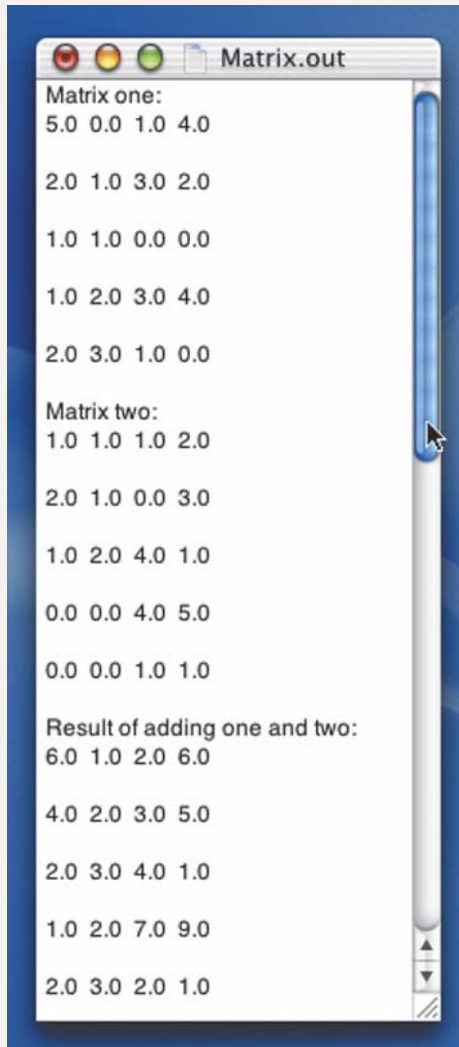 Matrix.out
Matrix one:
5.0 0.0 1.0 4.0
2.0 1.0 3.0 2.0
1.0 1.0 0.0 0.0
1.0 2.0 3.0 4.0
2.0 3.0 1.0 0.0
Matrix two:
1.0 1.0 1.0 2.0
2.0 1.0 0.0 3.0
1.0 2.0 4.0 1.0
0.0 0.0 4.0 5.0
0.0 0.0 1.0 1.0
Result of adding one and two:
6.0 1.0 2.0 6.0
4.0 2.0 3.0 5.0
2.0 3.0 4.0 1.0
1.0 2.0 7.0 9.0
2.0 3.0 2.0 1.0